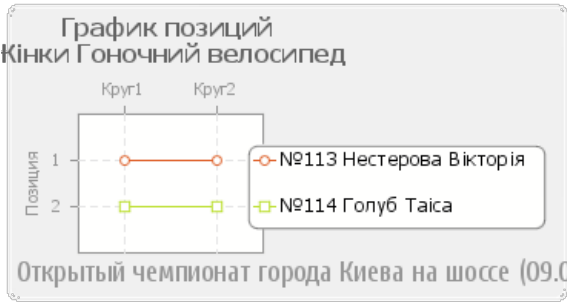 График позиций
Кінки Гоночний велосипед
Круг1 Круг2
Позиция
1
2
№113 Нестерова Вікторія
№114 Голуб Таіса
Открытый чемпионат города Киева на шоссе (09.0